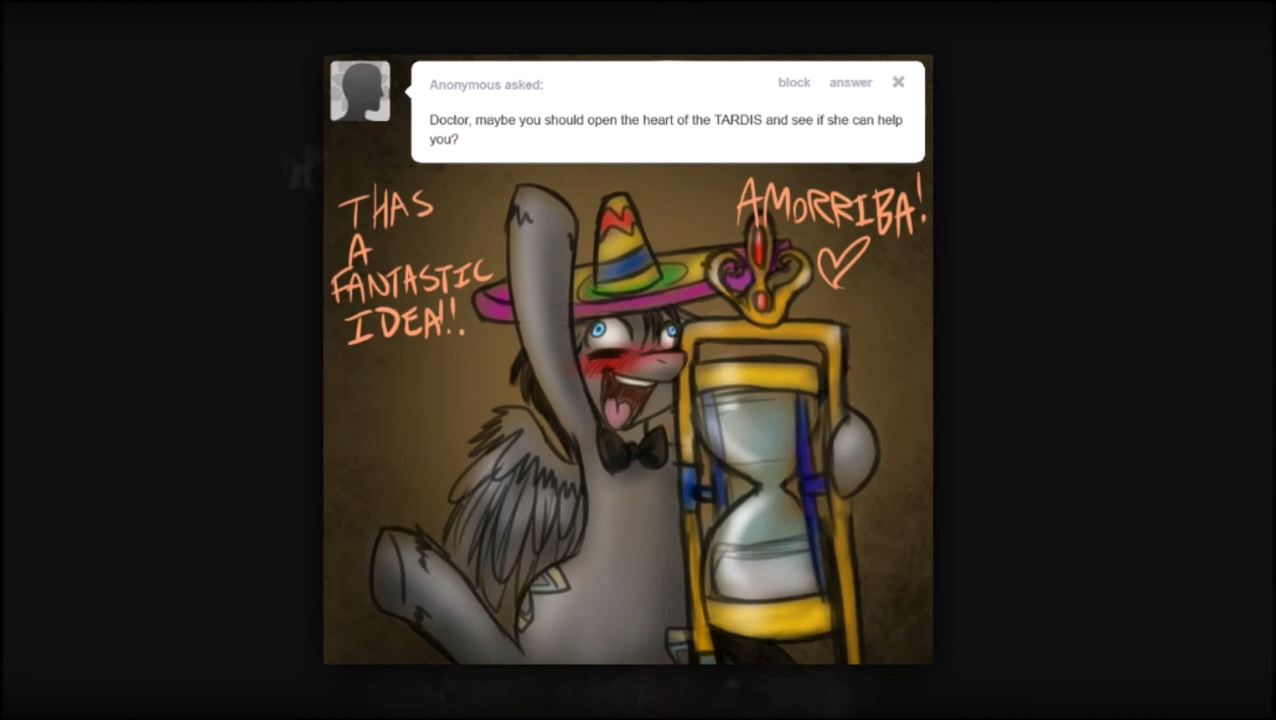 Anonymous asked:
block answer ✖
Doctor, maybe you should open the heart of the TARDIS and see if she can help
you?
THAS
A
FANTASTIC
IDEA!!
AMORRIBA!